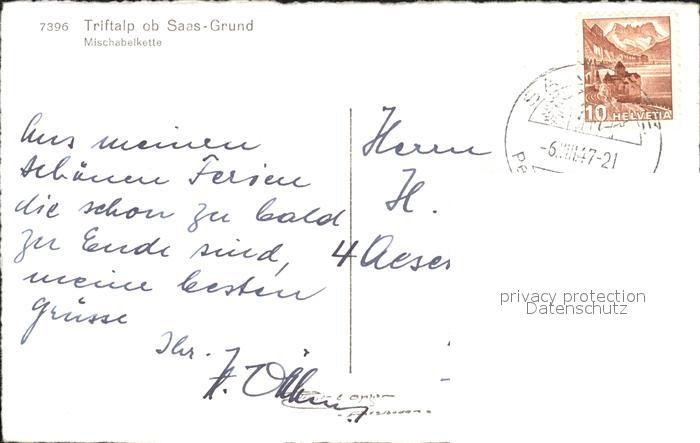 7396 Triftalp ob Saas-Grund
Mischabelkette
Aus meinen
schönen Ferien
die schon zu bald
zu Ende sind,
meine besten
Grüsse
Ihr.
Herrn
H.
4 Aeser
10 HELVETIA
-6.VIII.47-21
privacy protection
Datenschutz